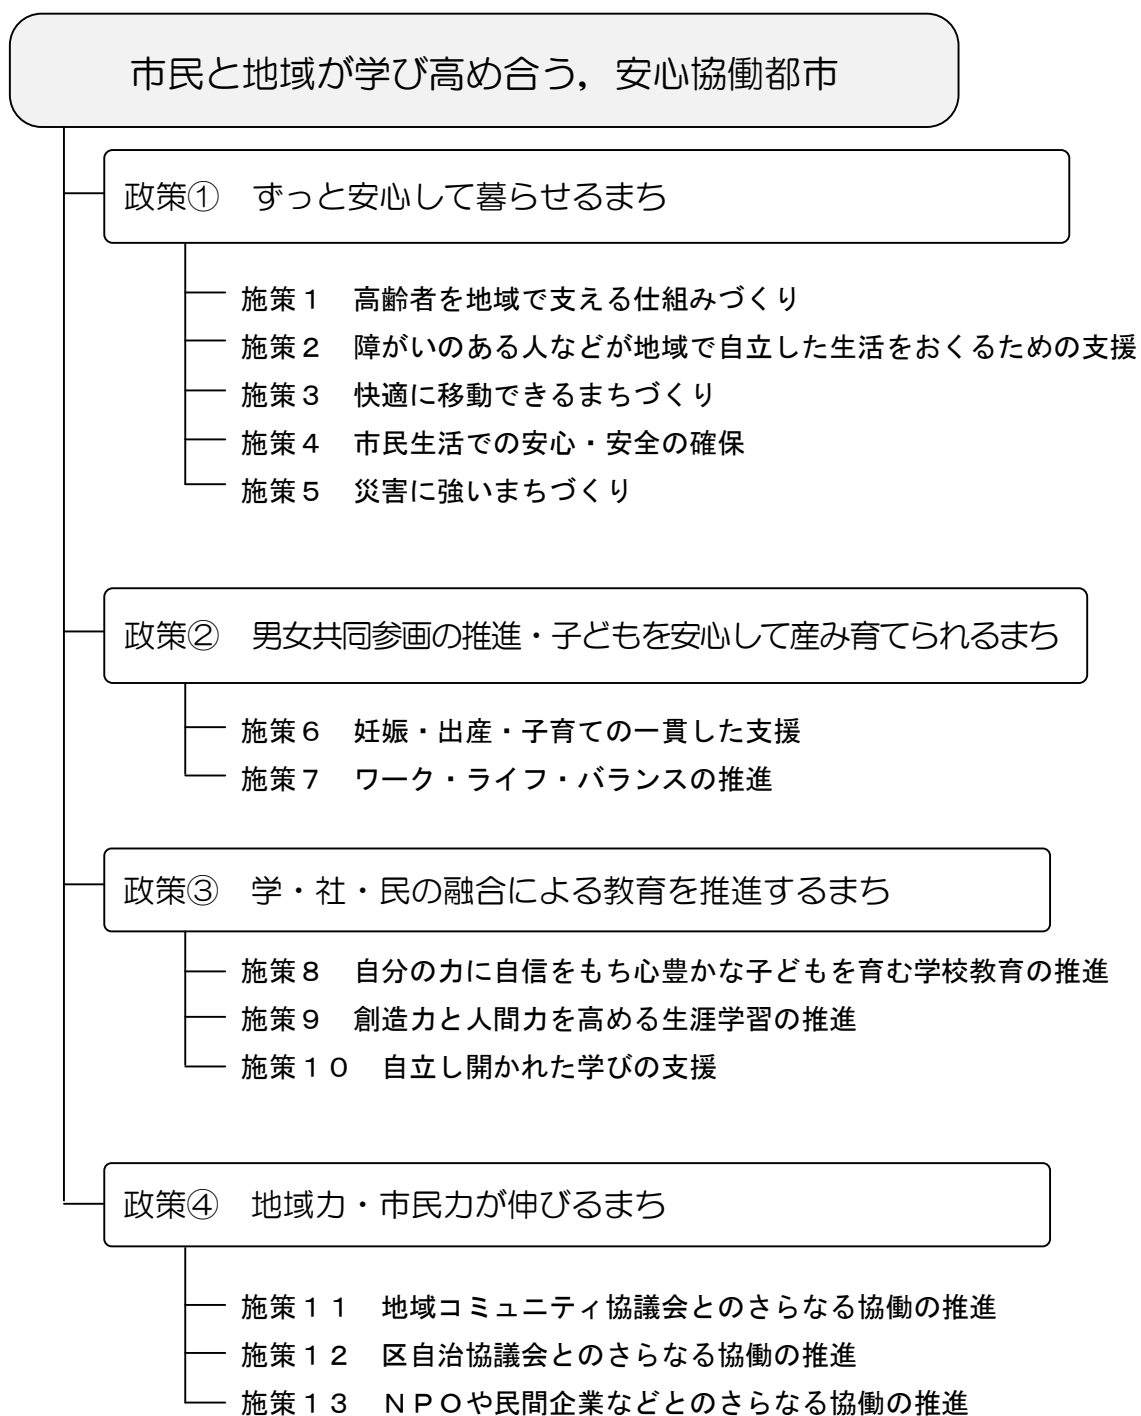 市民と地域が学び高め合う，安心協働都市
政策①　ずっと安心して暮らせるまち
施策１　高齢者を地域で支える仕組みづくり
施策２　障がいのある人などが地域で自立した生活をおくるための支援
施策３　快適に移動できるまちづくり
施策４　市民生活での安心・安全の確保
施策５　災害に強いまちづくり
政策②　男女共同参画の推進・子どもを安心して産み育てられるまち
施策６　妊娠・出産・子育ての一貫した支援
施策７　ワーク・ライフ・バランスの推進
政策③　学・社・民の融合による教育を推進するまち
施策８　自分の力に自信をもち心豊かな子どもを育む学校教育の推進
施策９　創造力と人間力を高める生涯学習の推進
施策１０　自立し開かれた学びの支援
政策④　地域力・市民力が伸びるまち
施策１１　地域コミュニティ協議会とのさらなる協働の推進
施策１２　区自治協議会とのさらなる協働の推進
施策１３　ＮＰＯや民間企業などとのさらなる協働の推進